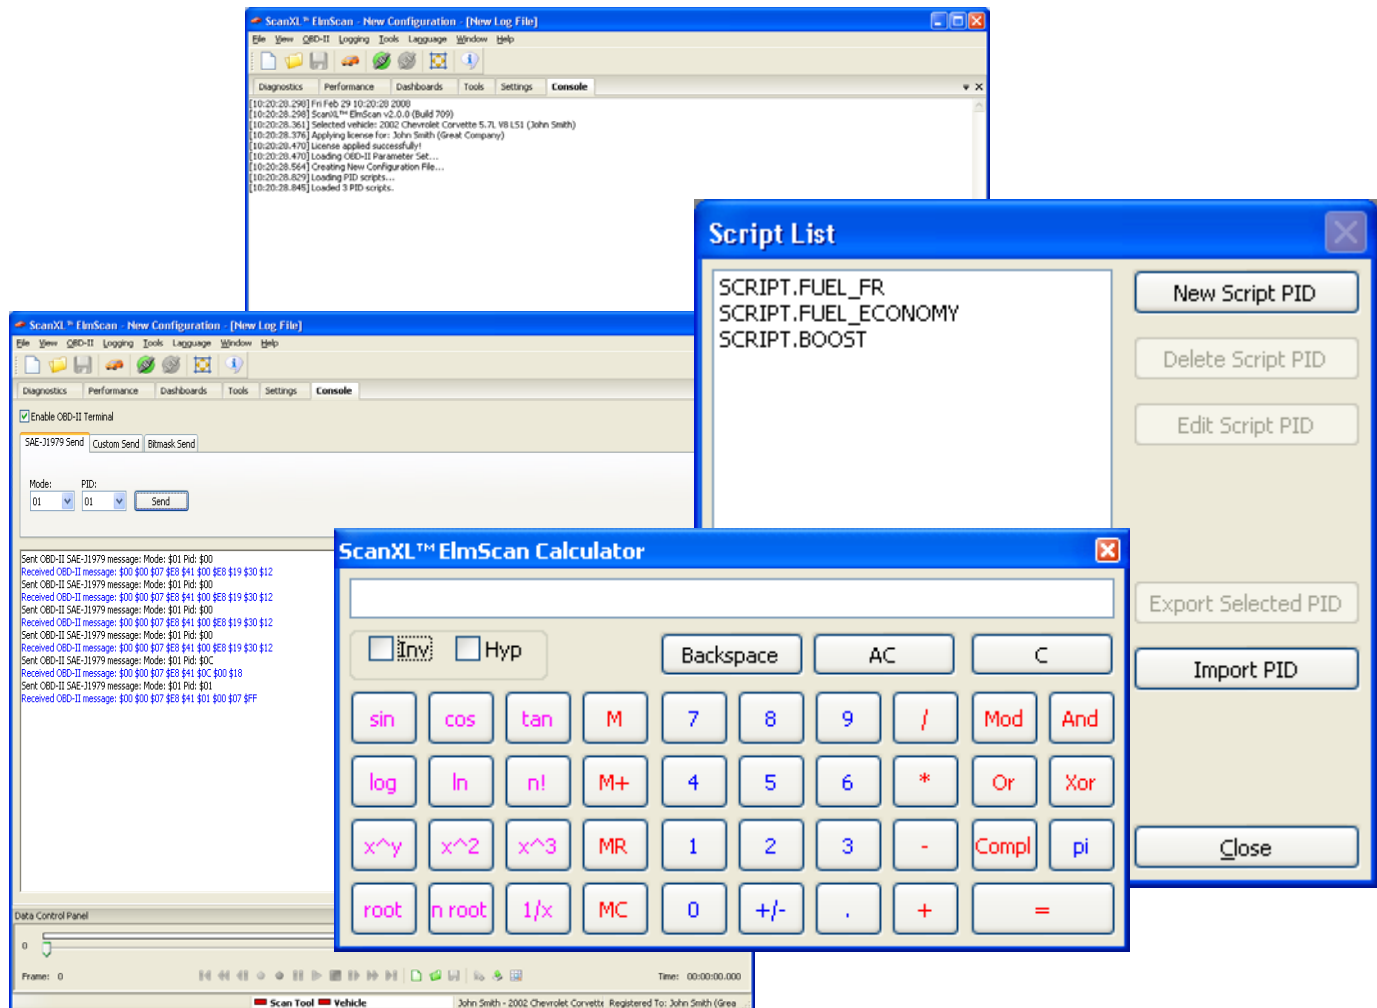 ScanXL™ ElmScan - New Configuration - [New Log File]
File View OBD-II Logging Tools Language Window Help
Diagnostics Performance Dashboards Tools Settings Console
[10:20:28.298] Fri Feb 29 10:20:28 2008
[10:20:28.298] ScanXL™ ElmScan v2.0.0 (Build 709)
[10:20:28.361] Selected vehicle: 2002 Chevrolet Corvette 5.7L V8 LS1 (John Smith)
[10:20:28.376] Applying license for: John Smith (Great Company)
[10:20:28.470] License applied successfully!
[10:20:28.470] Loading OBD-II Parameter Set...
[10:20:28.564] Creating New Configuration File...
[10:20:28.829] Loading PID scripts...
[10:20:28.845] Loaded 3 PID scripts.
Script List
SCRIPT.FUEL_FR
SCRIPT.FUEL_ECONOMY
SCRIPT.BOOST
New Script PID
Delete Script PID
Edit Script PID
Export Selected PID
Import PID
Close
ScanXL™ ElmScan - New Configuration - [New Log File]
File View OBD-II Logging Tools Language Window Help
Diagnostics Performance Dashboards Tools Settings Console
Enable OBD-II Terminal
SAE-J1979 Send Custom Send Bitmask Send
Mode: PID:
01 01 Send
Sent OBD-II SAE-J1979 message: Mode: $01 Pid: $00
Received OBD-II message: $00 $00 $07 $E8 $41 $00 $E8 $19 $30 $12
Sent OBD-II SAE-J1979 message: Mode: $01 Pid: $00
Received OBD-II message: $00 $00 $07 $E8 $41 $00 $E8 $19 $30 $12
Sent OBD-II SAE-J1979 message: Mode: $01 Pid: $00
Received OBD-II message: $00 $00 $07 $E8 $41 $00 $E8 $19 $30 $12
Sent OBD-II SAE-J1979 message: Mode: $01 Pid: $00
Received OBD-II message: $00 $00 $07 $E8 $41 $00 $E8 $19 $30 $12
Sent OBD-II SAE-J1979 message: Mode: $01 Pid: $0C
Received OBD-II message: $00 $00 $07 $E8 $41 $0C $00 $18
Sent OBD-II SAE-J1979 message: Mode: $01 Pid: $01
Received OBD-II message: $00 $00 $07 $E8 $41 $01 $00 $07 $FF
Data Control Panel
0
Frame: 0 Time: 00:00:00.000
Scan Tool Vehicle John Smith - 2002 Chevrolet Corvette Registered To: John Smith (Grea
ScanXL™ ElmScan Calculator
Inv Hyp Backspace AC C
sin cos tan M 7 8 9 / Mod And
log ln n! M+ 4 5 6 * Or Xor
x^y x^2 x^3 MR 1 2 3 - Compl pi
root n root 1/x MC 0 +/- . + =